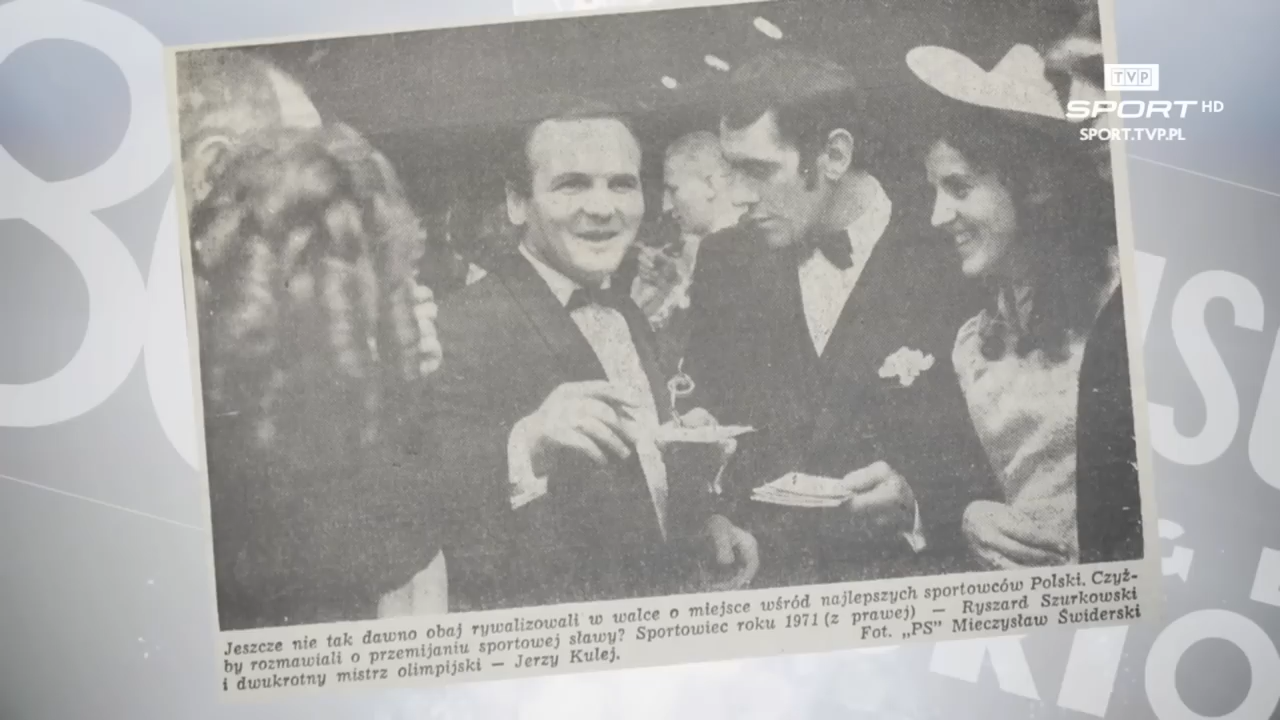 TVP
SPORT HD
SPORT.TVP.PL
Jeszcze nie tak dawno obaj rywalizowali w walce o miejsce wśród najlepszych sportowców Polski. Czyż-
by rozmawiali o przemijaniu sportowej sławy? Sportowiec roku 1971 (z prawej) — Ryszard Szurkowski
i dwukrotny mistrz olimpijski — Jerzy Kulej.
Fot. „PS" Mieczysław Świderski